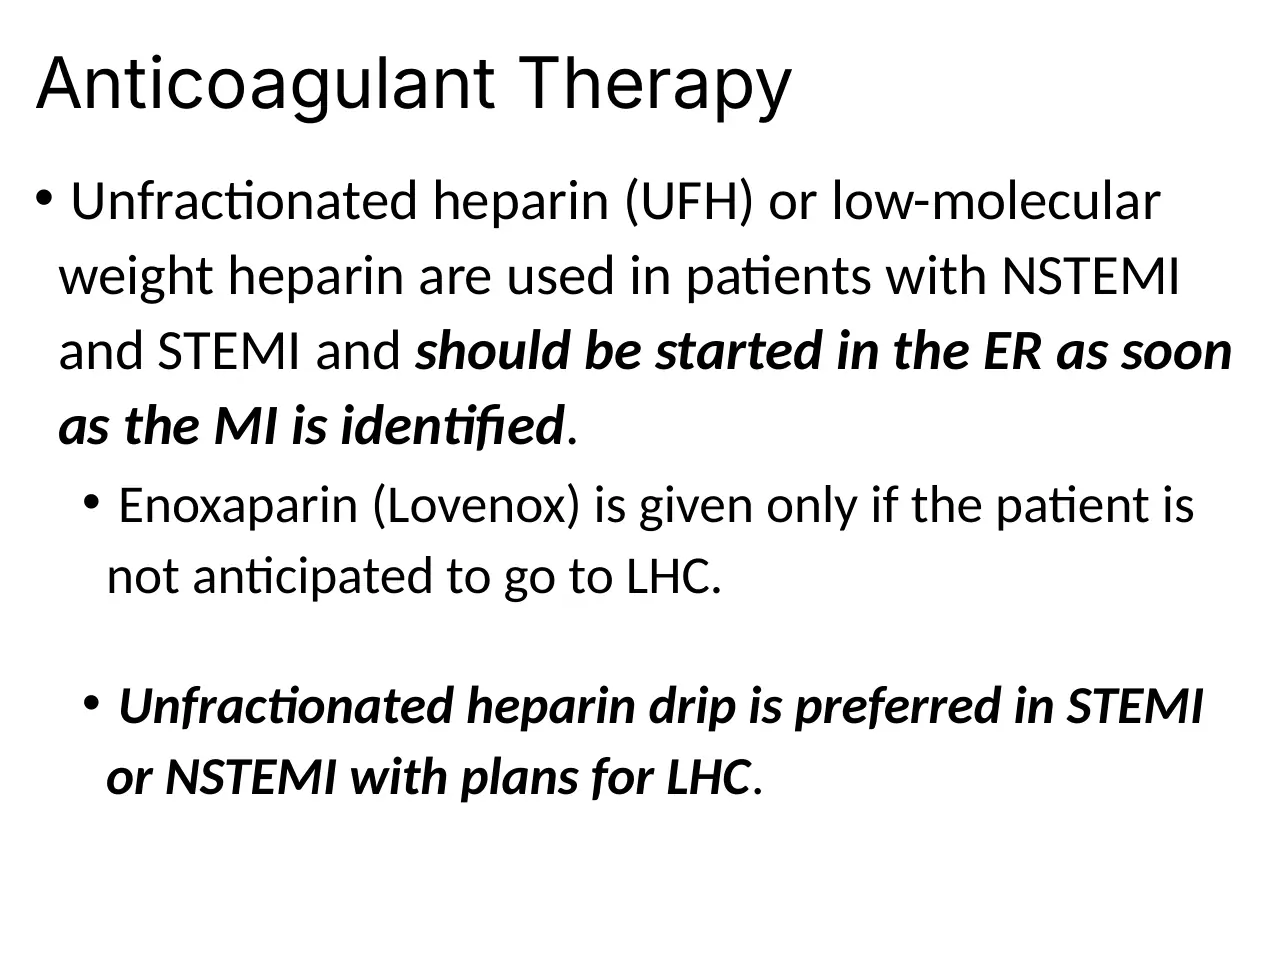 Anticoagulant Therapy
• Unfractionated heparin (UFH) or low-molecular
weight heparin are used in patients with NSTEMI
and STEMI and should be started in the ER as soon
as the MI is identified.
• Enoxaparin (Lovenox) is given only if the patient is
not anticipated to go to LHC.
• Unfractionated heparin drip is preferred in STEMI
or NSTEMI with plans for LHC.